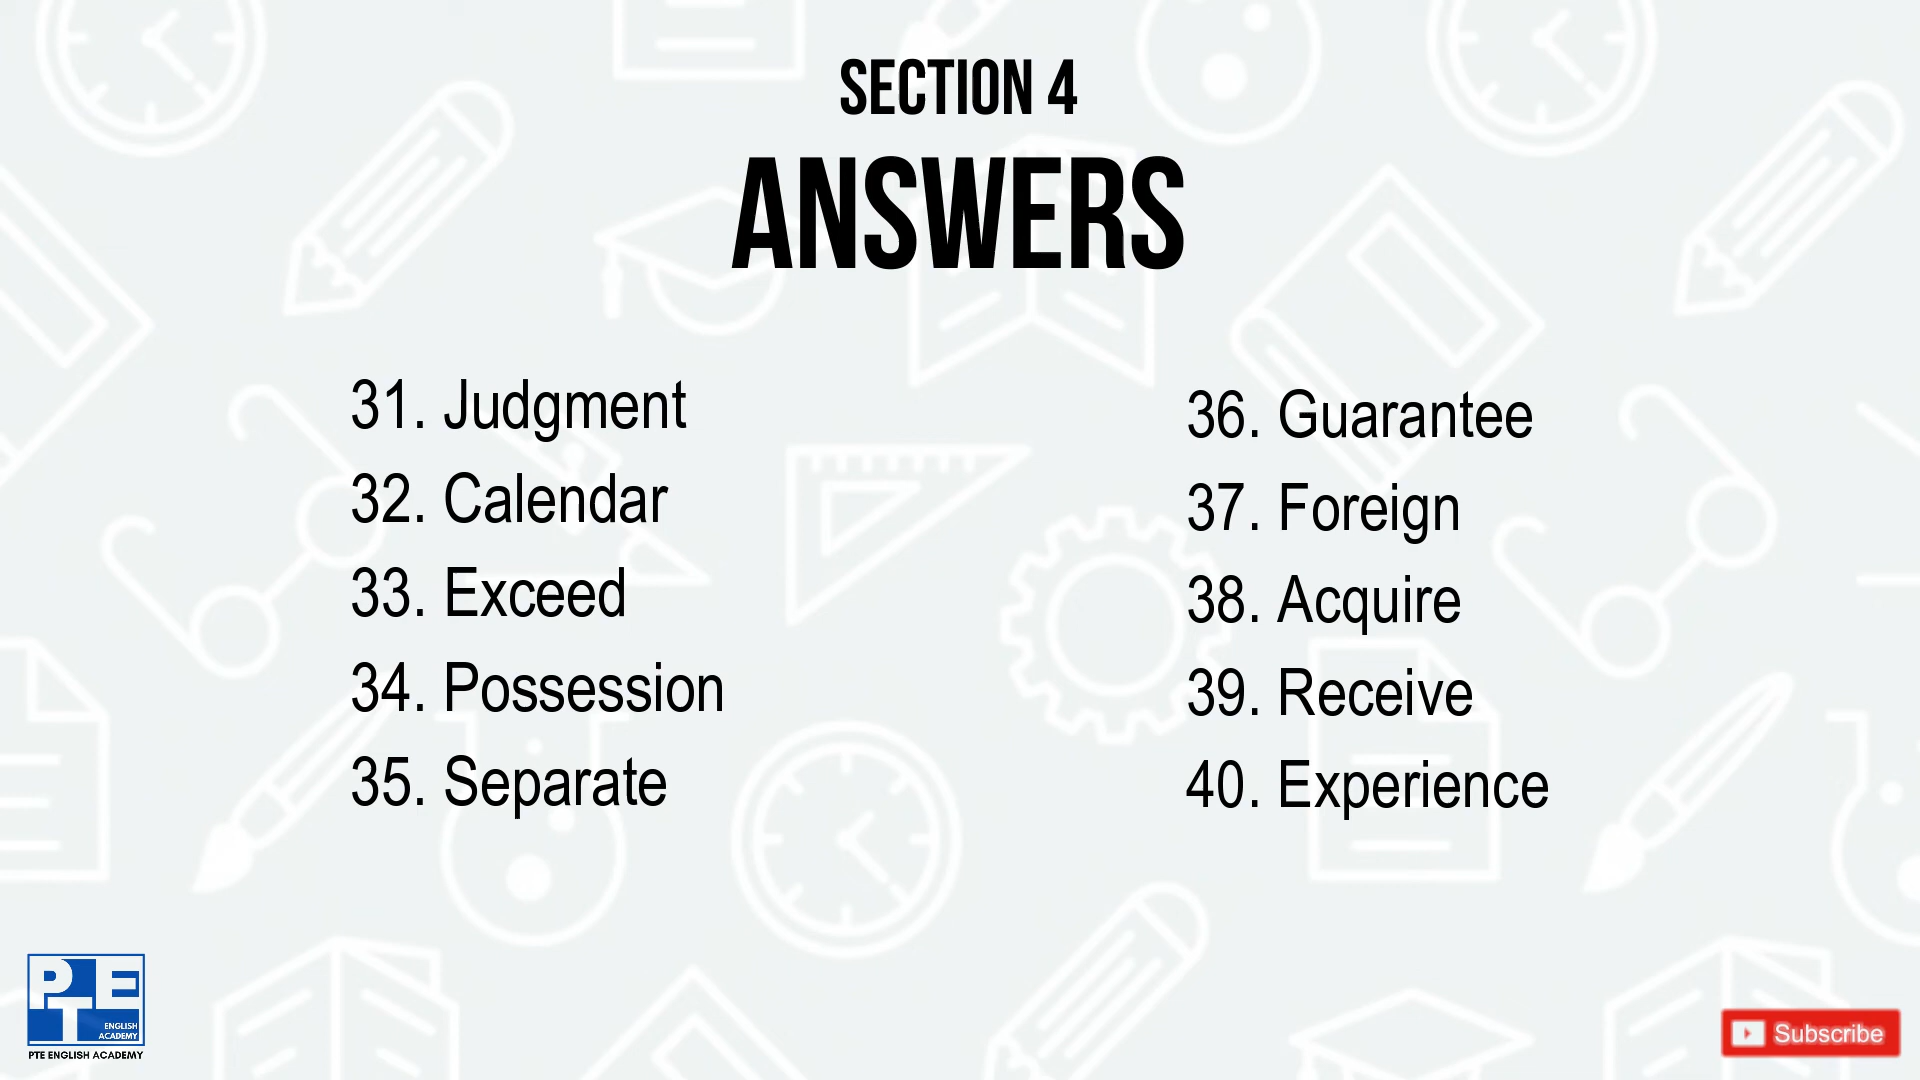 SECTION 4
ANSWERS
31. Judgment
32. Calendar
33. Exceed
34. Possession
35. Separate
36. Guarantee
37. Foreign
38. Acquire
39. Receive
40. Experience
PTE
ENGLISH
ACADEMY
PTE ENGLISH ACADEMY
Subscribe